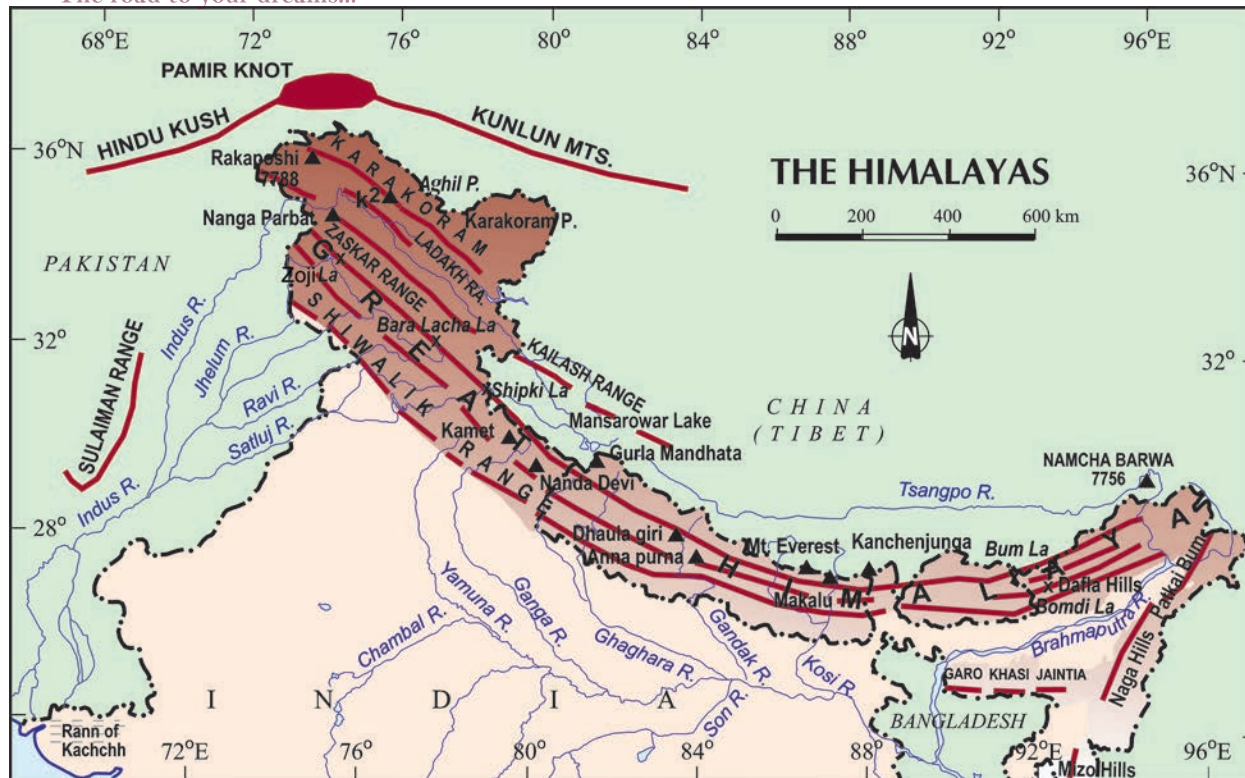 The road to your dreams...
68°E
72°
76°
80°
88°
92°
96°E
PAMIR KNOT
HINDU KUSH
KUNLUN MTS.
36°N
36°N
THE HIMALAYAS
0 200 400 600 km
Rakaposhi
7788
KARAKORAM
Aghil P.
k2
Karakoram P.
Nanga Parbat
LADAKH RA.
ZASKAR RANGE
PAKISTAN
Zoji La
Indus R.
N
SHIWALIK RANGE
GREAT HIMALAYA
Bara Lacha La
32°
32°
Jhelum R.
SULAIMAN RANGE
KAILASH RANGE
Ravi R.
Shipki La
CHINA
(TIBET)
Satluj R.
Mansarowar Lake
Kamet
Gurla Mandhata
NAMCHA BARWA
7756
Nanda Devi
Tsangpo R.
Indus R.
28°
28°
Dhaula giri
Mt. Everest
Kanchenjunga
Bum La
Anna purna
Dafla Hills
Makalu
Bomdi La
Patkai Bum
Yamuna R.
Ganga R.
Brahmaputra R.
Chambal R.
Ghaghara R.
Gandak R.
Kosi R.
Naga Hills
GARO KHASI JAINTIA
INDIA
Son R.
BANGLADESH
Rann of
Kachchh
72°E
76°
80°
84°
88°
92°E
96°E
Mizo Hills